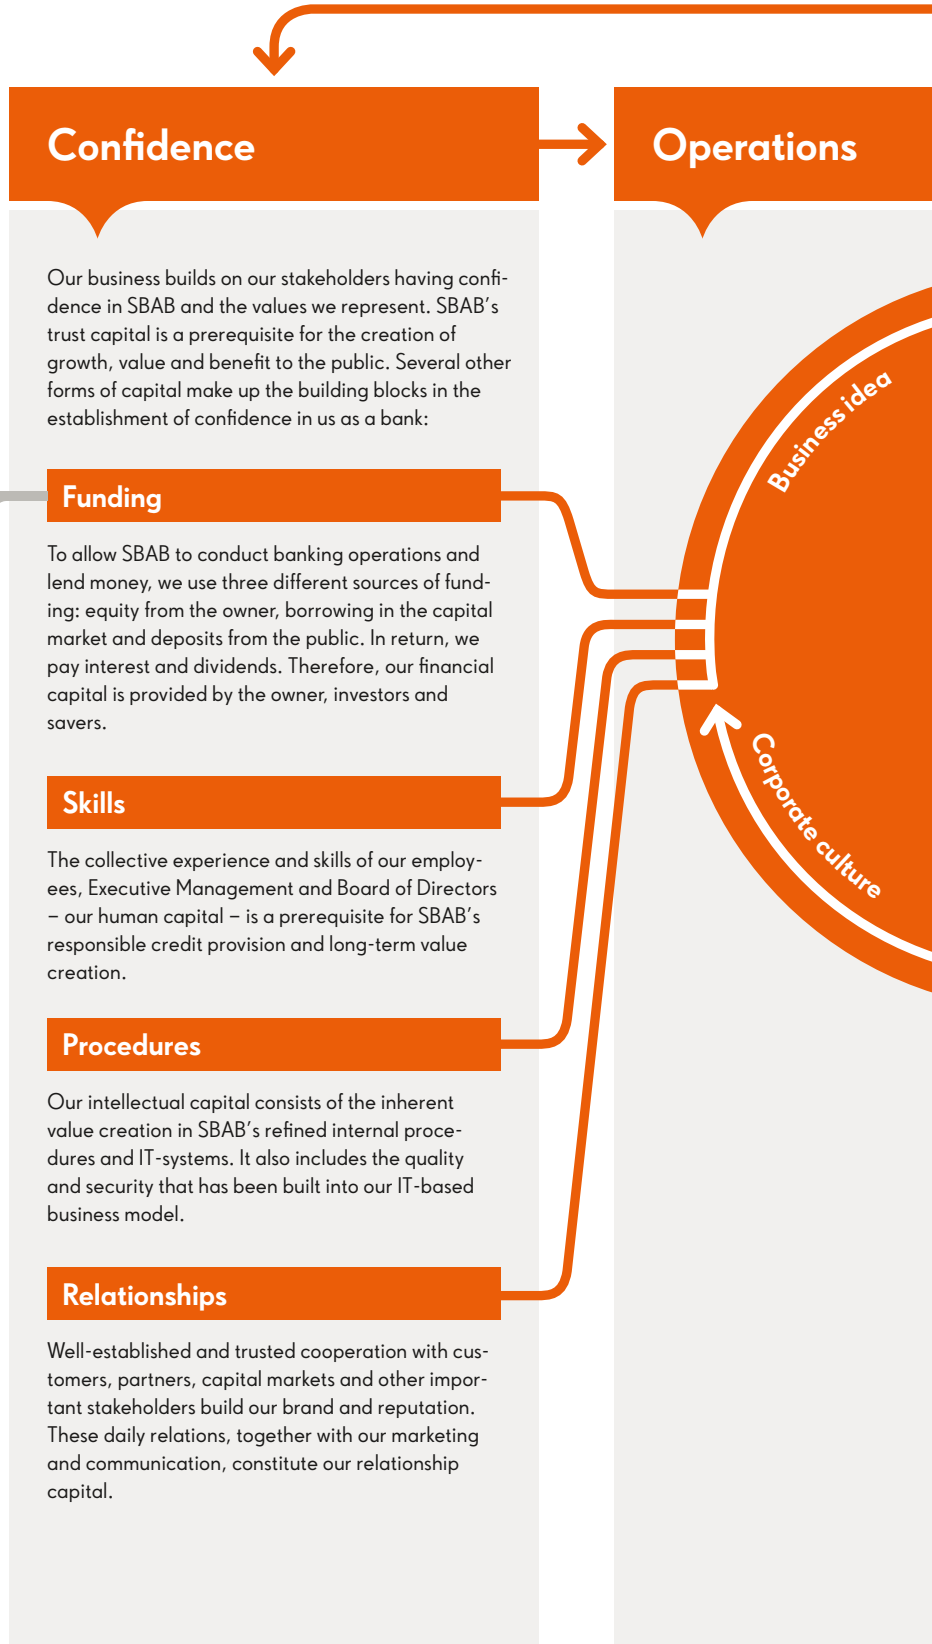 Confidence
Our business builds on our stakeholders having confi-
dence in SBAB and the values we represent. SBAB's
trust capital is a prerequisite for the creation of
growth, value and benefit to the public. Several other
forms of capital make up the building blocks in the
establishment of confidence in us as a bank:
Funding
To allow SBAB to conduct banking operations and
lend money, we use three different sources of fund-
ing: equity from the owner, borrowing in the capital
market and deposits from the public. In return, we
pay interest and dividends. Therefore, our financial
capital is provided by the owner, investors and
savers.
Skills
The collective experience and skills of our employ-
ees, Executive Management and Board of Directors
– our human capital – is a prerequisite for SBAB's
responsible credit provision and long-term value
creation.
Procedures
Our intellectual capital consists of the inherent
value creation in SBAB's refined internal proce-
dures and IT-systems. It also includes the quality
and security that has been built into our IT-based
business model.
Relationships
Well-established and trusted cooperation with cus-
tomers, partners, capital markets and other impor-
tant stakeholders build our brand and reputation.
These daily relations, together with our marketing
and communication, constitute our relationship
capital.
Operations
Business idea
Corporate culture